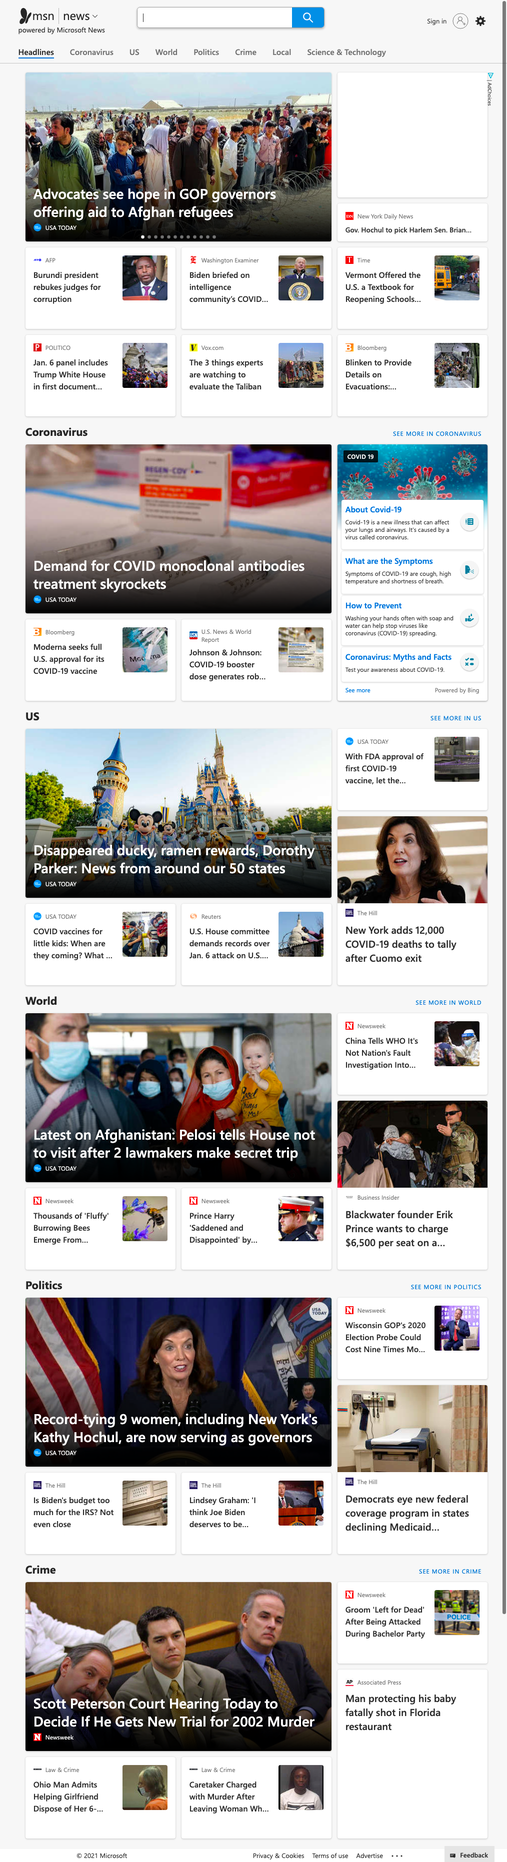 msn | news
powered by Microsoft News
Sign in
Headlines Coronavirus US World Politics Crime Local Science & Technology
Advocates see hope in GOP governors
offering aid to Afghan refugees
USA TODAY
AdChoices
New York Daily News
Gov. Hochul to pick Harlem Sen. Brian...
AFP
Burundi president
rebukes judges for
corruption
Washington Examiner
Biden briefed on
intelligence
community's COVID...
Time
Vermont Offered the
U.S. a Textbook for
Reopening Schools...
POLITICO
Jan. 6 panel includes
Trump White House
in first document...
Vox.com
The 3 things experts
are watching to
evaluate the Taliban
Bloomberg
Blinken to Provide
Details on
Evacuations:...
Coronavirus
SEE MORE IN CORONAVIRUS
REGEN-COV
Demand for COVID monoclonal antibodies
treatment skyrockets
USA TODAY
COVID 19
About Covid-19
Covid-19 is a new illness that can affect
your lungs and airways. It's caused by a
virus called coronavirus.
What are the Symptoms
Symptoms of COVID-19 are cough, high
temperature and shortness of breath.
How to Prevent
Washing your hands often with soap and
water can help stop viruses like
coronavirus (COVID-19) spreading.
Coronavirus: Myths and Facts
Test your awareness about COVID-19.
See more
Powered by Bing
Bloomberg
Moderna seeks full
U.S. approval for its
COVID-19 vaccine
U.S. News & World
Report
Johnson & Johnson:
COVID-19 booster
dose generates rob...
US
SEE MORE IN US
Disappeared ducky, ramen rewards, Dorothy
Parker: News from around our 50 states
USA TODAY
USA TODAY
With FDA approval of
first COVID-19
vaccine, let the...
The Hill
New York adds 12,000
COVID-19 deaths to tally
after Cuomo exit
USA TODAY
COVID vaccines for
little kids: When are
they coming? What ...
Reuters
U.S. House committee
demands records over
Jan. 6 attack on U.S....
World
SEE MORE IN WORLD
Latest on Afghanistan: Pelosi tells House not
to visit after 2 lawmakers make secret trip
USA TODAY
Newsweek
China Tells WHO It's
Not Nation's Fault
Investigation Into...
Business Insider
Blackwater founder Erik
Prince wants to charge
$6,500 per seat on a...
Newsweek
Thousands of 'Fluffy'
Burrowing Bees
Emerge From...
Newsweek
Prince Harry
'Saddened and
Disappointed' by...
Politics
SEE MORE IN POLITICS
USA TODAY
Record-tying 9 women, including New York's
Kathy Hochul, are now serving as governors
USA TODAY
Newsweek
Wisconsin GOP's 2020
Election Probe Could
Cost Nine Times Mo...
The Hill
Democrats eye new federal
coverage program in states
declining Medicaid...
The Hill
Is Biden's budget too
much for the IRS? Not
even close
The Hill
Lindsey Graham: 'I
think Joe Biden
deserves to be...
Crime
SEE MORE IN CRIME
Scott Peterson Court Hearing Today to
Decide If He Gets New Trial for 2002 Murder
Newsweek
Newsweek
Groom 'Left for Dead'
After Being Attacked
During Bachelor Party
POLICE
Associated Press
Man protecting his baby
fatally shot in Florida
restaurant
Law & Crime
Ohio Man Admits
Helping Girlfriend
Dispose of Her 6-...
Law & Crime
Caretaker Charged
with Murder After
Leaving Woman Wh...
© 2021 Microsoft
Privacy & Cookies Terms of use Advertise
Feedback